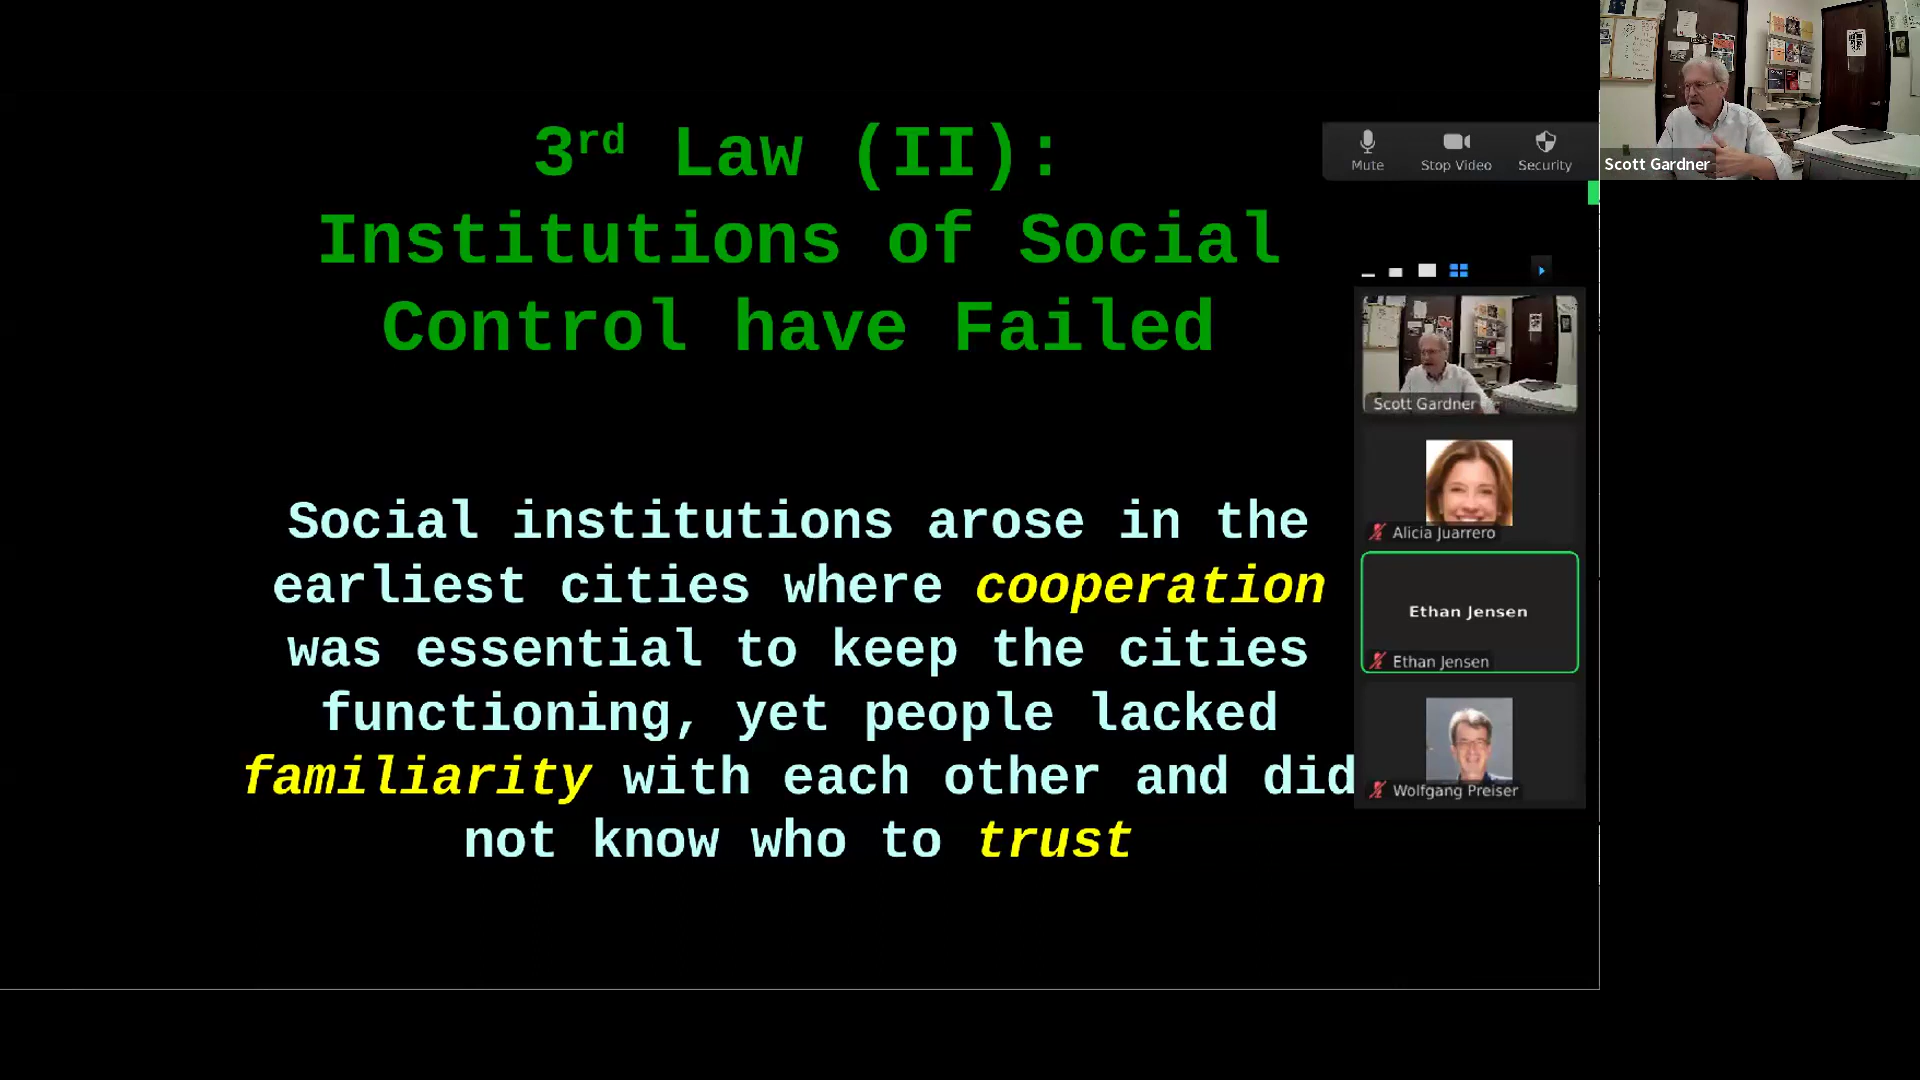 3rd Law (II):
Institutions of Social
Control have Failed
Social institutions arose in the
earliest cities where cooperation
was essential to keep the cities
functioning, yet people lacked
familiarity with each other and did
not know who to trust
Mute
Stop Video
Security
Scott Gardner
Scott Gardner
Alicia Juarrero
Ethan Jensen
Ethan Jensen
Wolfgang Preiser